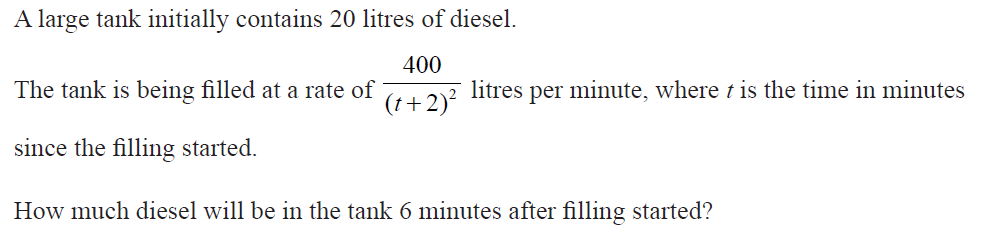 A large tank initially contains 20 litres of diesel.
The tank is being filled at a rate of 400/(t+2)² litres per minute, where t is the time in minutes
since the filling started.
How much diesel will be in the tank 6 minutes after filling started?